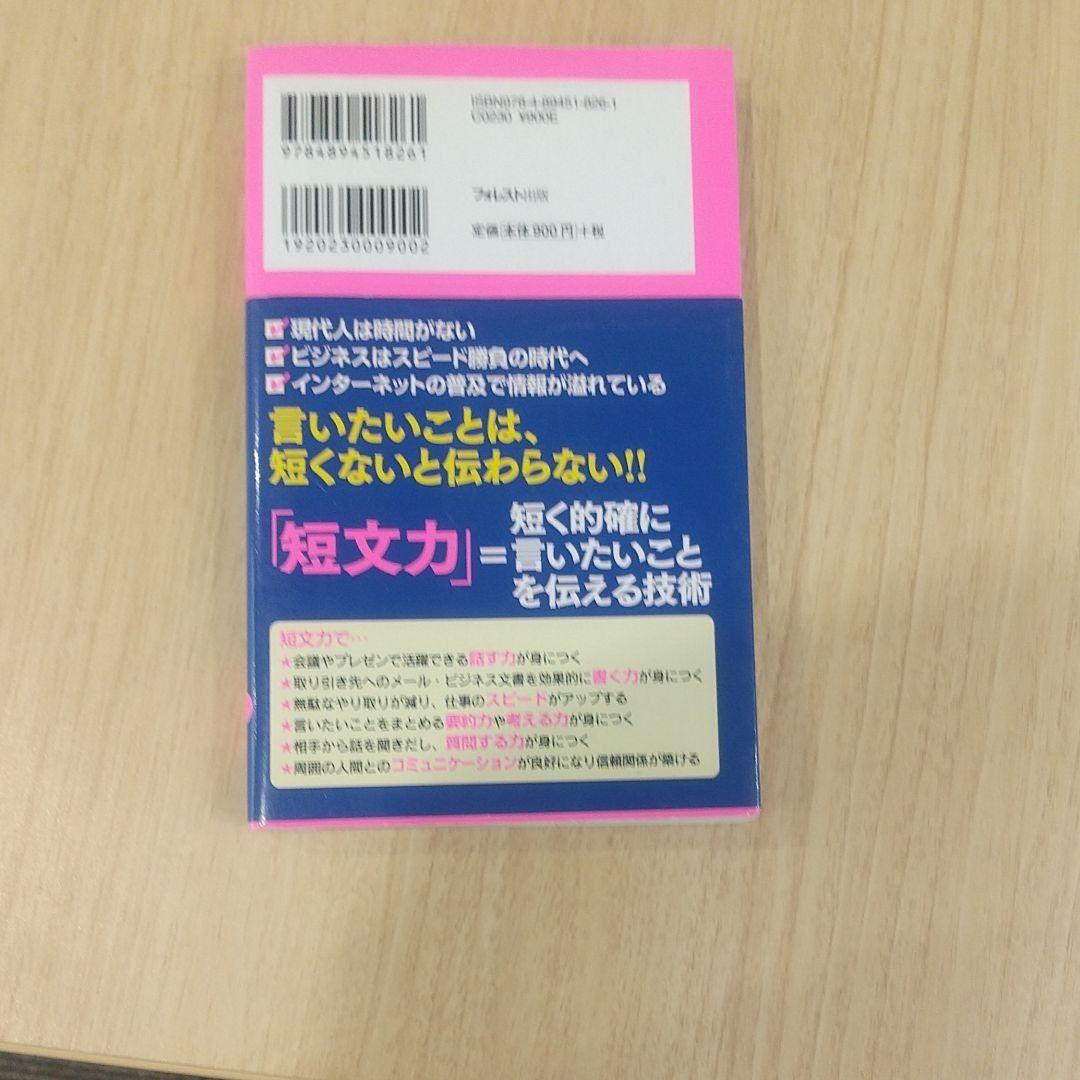 ISBN978-4-89451-826-1
C0230 ¥900E
9784894518261
フォレスト出版
1920230009002
定価[本体900円]+税
現代人は時間がない
ビジネスはスピード勝負の時代へ
インターネットの普及で情報が溢れている
言いたいことは、
短くないと伝わらない!!
「短文力」=短く的確に
言いたいこと
を伝える技術
短文力で…
★会議やプレゼンで活躍できる話す力が身につく
★取り引き先へのメール・ビジネス文書を効果的に書く力が身につく
★無駄なやり取りが減り、仕事のスピードがアップする
★言いたいことをまとめる要約力や考える力が身につく
★相手から話を聞きだし、質問する力が身につく
★周囲の人間とのコミュニケーションが良好になり信頼関係が築ける